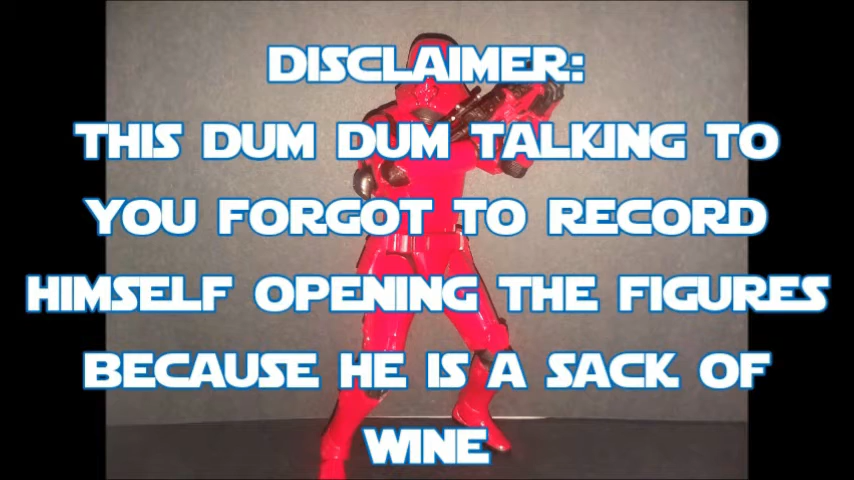 DISCLAIMER:
THIS DUM DUM TALKING TO
YOU FORGOT TO RECORD
HIMSELF OPENING THE FIGURES
BECAUSE HE IS A SACK OF
WINE